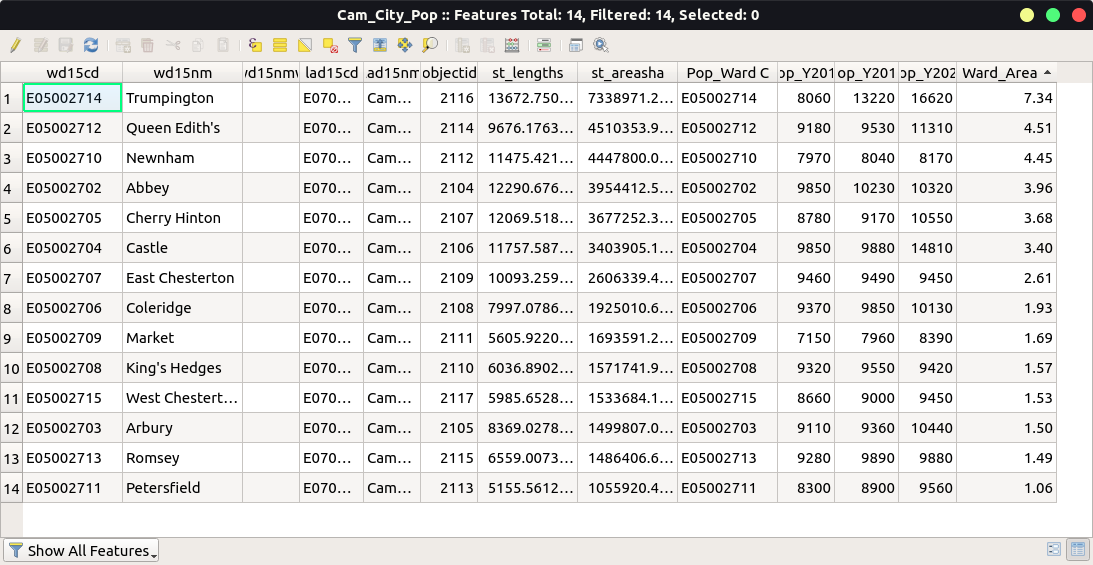 Cam_City_Pop :: Features Total: 14, Filtered: 14, Selected: 0
wd15cd wd15nm wd15nmw lad15cd ad15nm objectid st_lengths st_areasha Pop_Ward C op_Y201 op_Y201 op_Y202 Ward_Area
1 E05002714 Trumpington E070... Cam... 2116 13672.750... 7338971.2... E05002714 8060 13220 16620 7.34
2 E05002712 Queen Edith's E070... Cam... 2114 9676.1763... 4510353.9... E05002712 9180 9530 11310 4.51
3 E05002710 Newnham E070... Cam... 2112 11475.421... 4447800.0... E05002710 7970 8040 8170 4.45
4 E05002702 Abbey E070... Cam... 2104 12290.676... 3954412.5... E05002702 9850 10230 10320 3.96
5 E05002705 Cherry Hinton E070... Cam... 2107 12069.518... 3677252.3... E05002705 8780 9170 10550 3.68
6 E05002704 Castle E070... Cam... 2106 11757.587... 3403905.1... E05002704 9850 9880 14810 3.40
7 E05002707 East Chesterton E070... Cam... 2109 10093.259... 2606339.4... E05002707 9460 9490 9450 2.61
8 E05002706 Coleridge E070... Cam... 2108 7997.0786... 1925010.6... E05002706 9370 9850 10130 1.93
9 E05002709 Market E070... Cam... 2111 5605.9220... 1693591.2... E05002709 7150 7960 8390 1.69
10 E05002708 King's Hedges E070... Cam... 2110 6036.8902... 1571741.9... E05002708 9320 9550 9420 1.57
11 E05002715 West Chestert... E070... Cam... 2117 5985.6528... 1533684.1... E05002715 8660 9000 9450 1.53
12 E05002703 Arbury E070... Cam... 2105 8369.0278... 1499807.0... E05002703 9110 9360 10440 1.50
13 E05002713 Romsey E070... Cam... 2115 6559.0073... 1486406.6... E05002713 9280 9890 9880 1.49
14 E05002711 Petersfield E070... Cam... 2113 5155.5612... 1055920.4... E05002711 8300 8900 9560 1.06
Show All Features